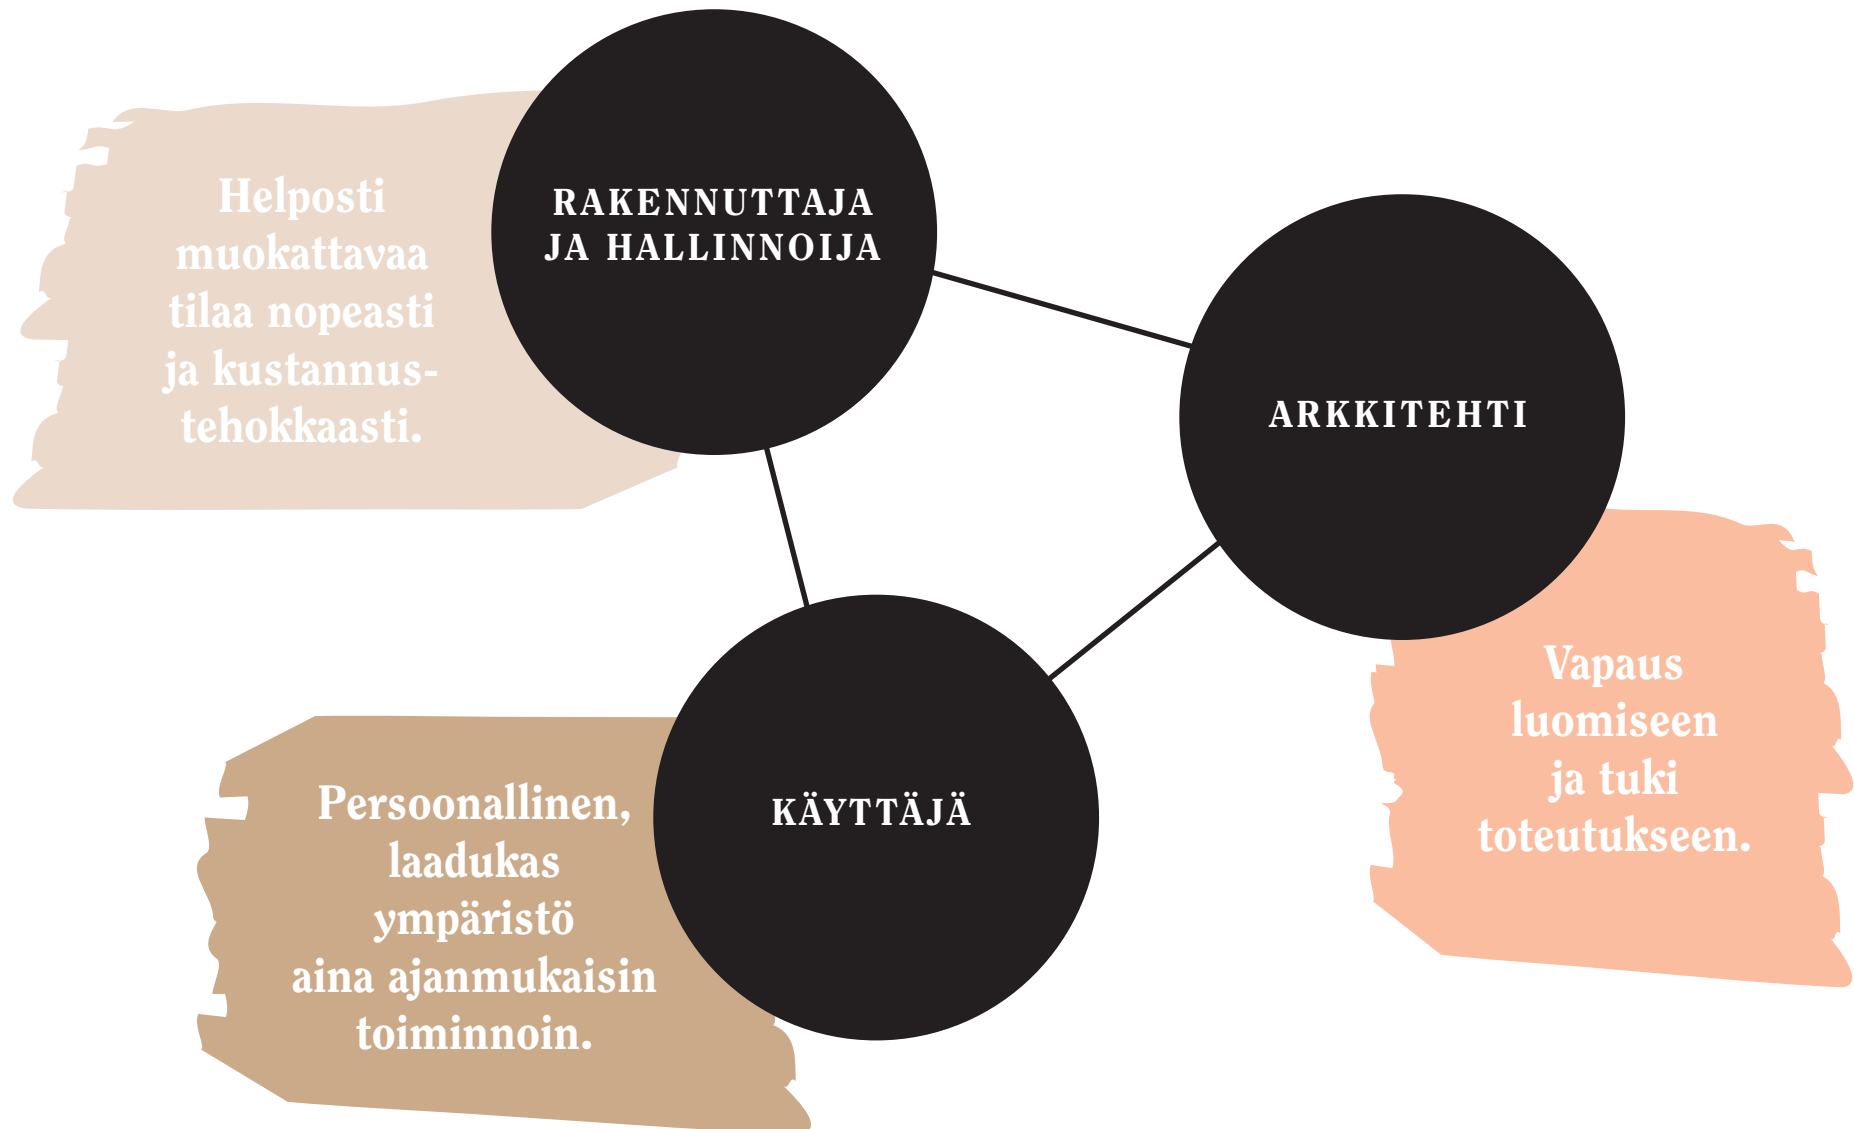 RAKENNUTTAJA
JA HALLINNOIJA
Helposti
muokattavaa
tilaa nopeasti
ja kustannus-
tehokkaasti.
ARKKITEHTI
Vapaus
luomiseen
ja tuki
toteutukseen.
KÄYTTÄJÄ
Persoonallinen,
laadukas
ympäristö
aina ajanmukaisin
toiminnoin.